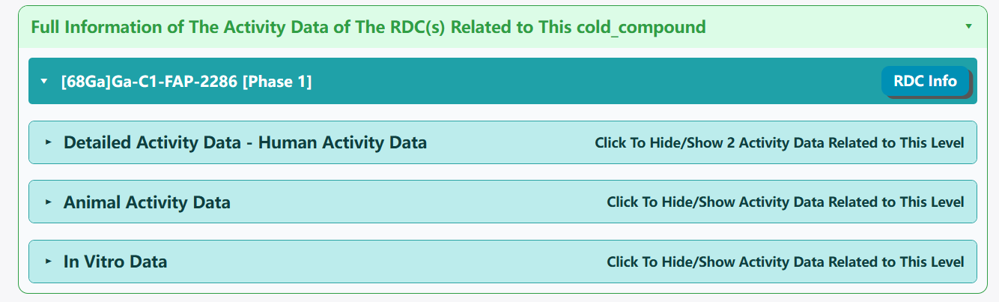 Full Information of The Activity Data of The RDC(s) Related to This cold_compound
[68Ga]Ga-C1-FAP-2286 [Phase 1]
RDC Info
Detailed Activity Data - Human Activity Data
Click To Hide/Show 2 Activity Data Related to This Level
Animal Activity Data
Click To Hide/Show Activity Data Related to This Level
In Vitro Data
Click To Hide/Show Activity Data Related to This Level